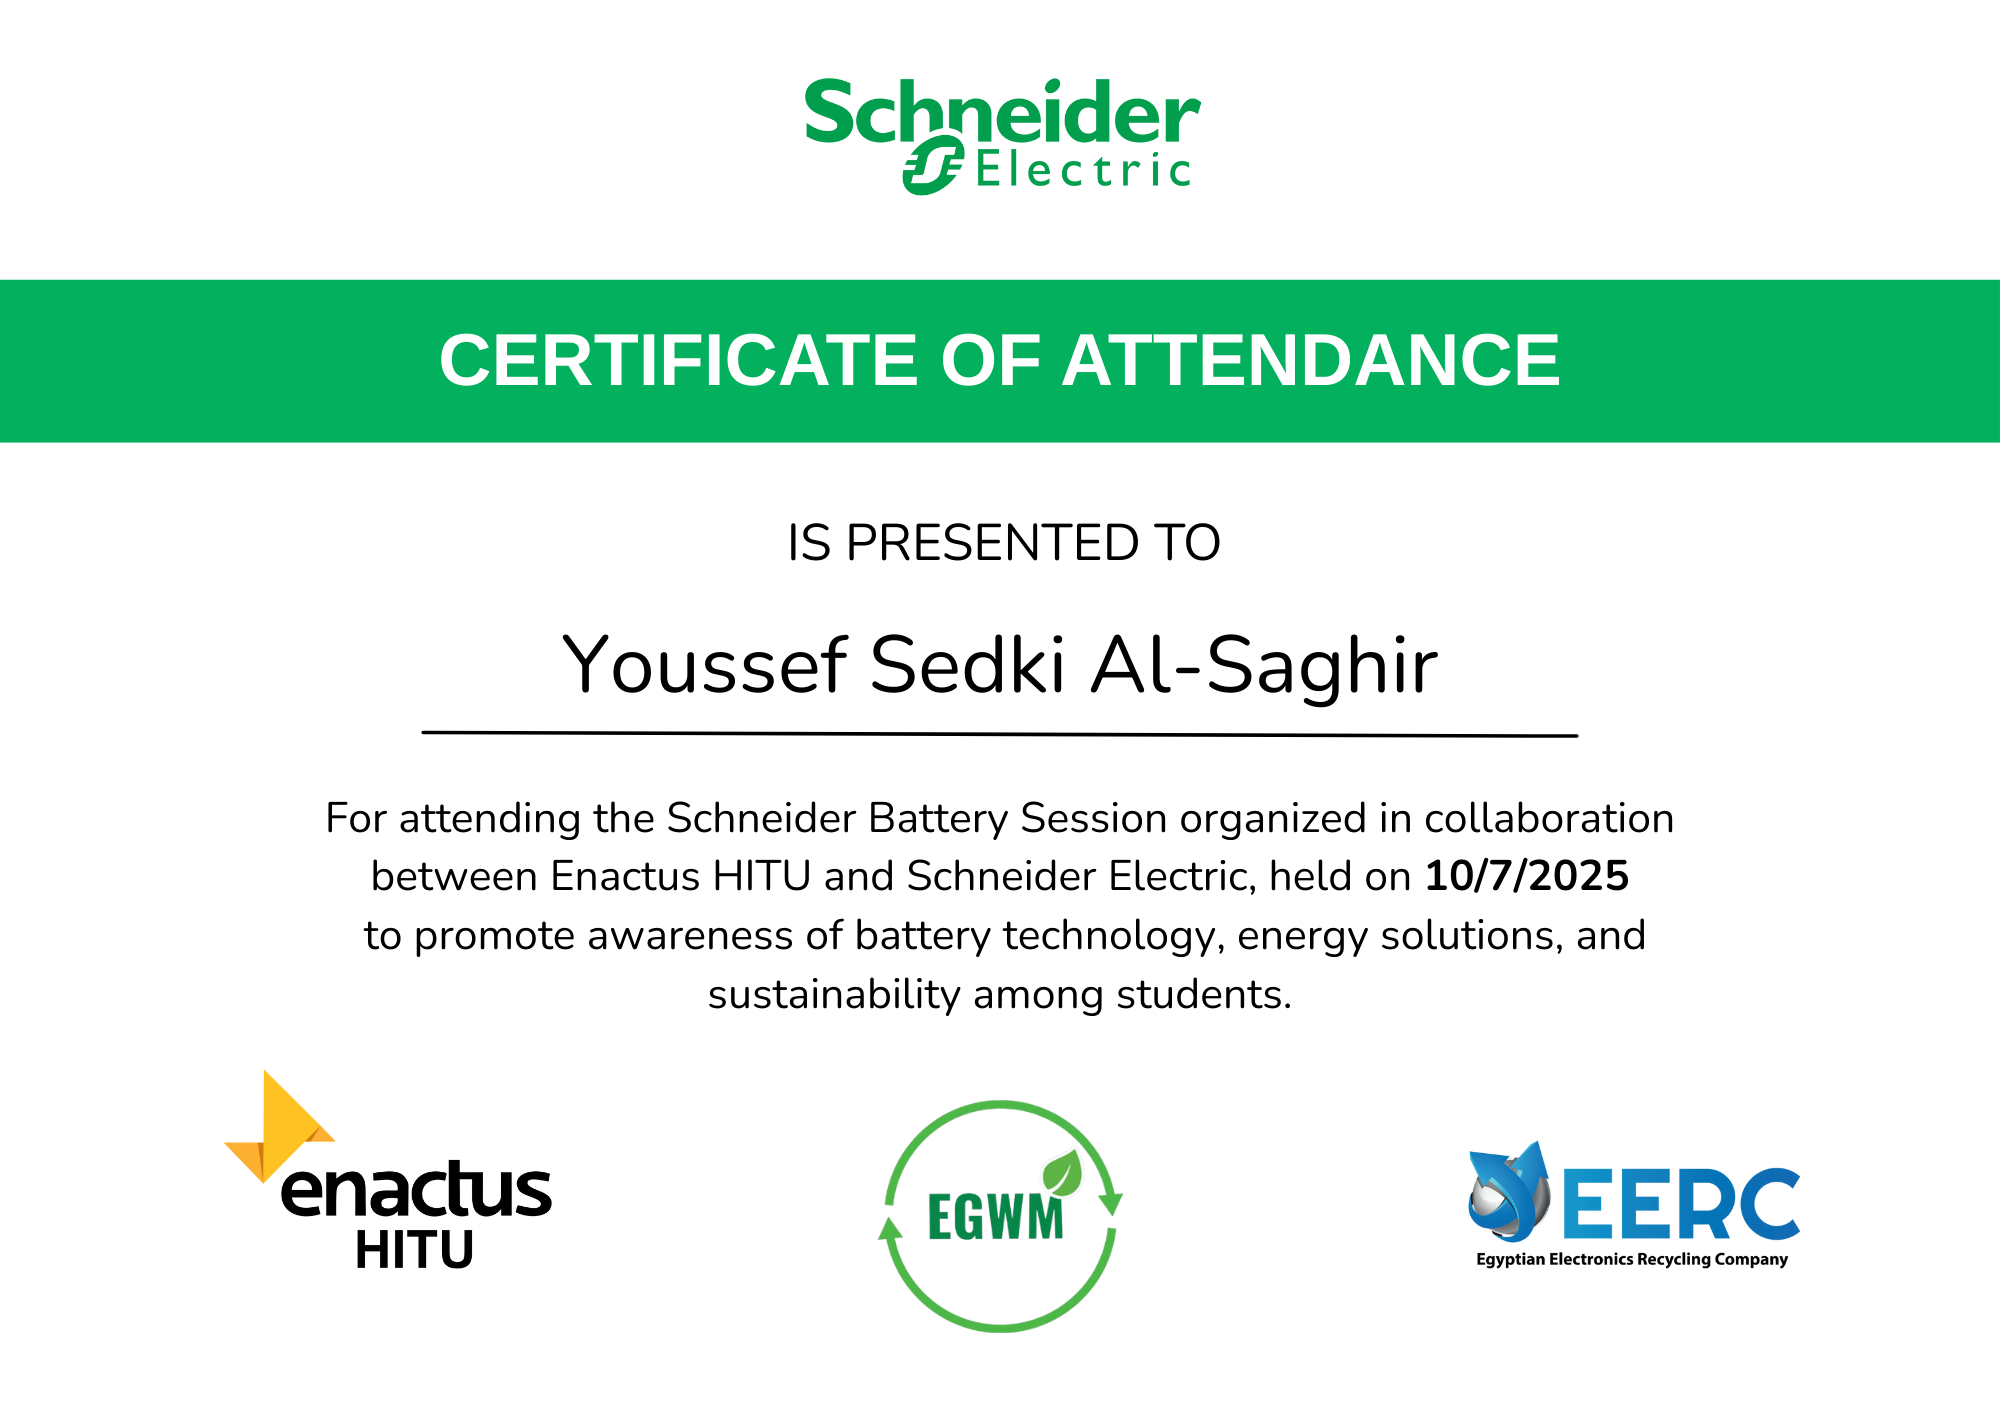 Schneider
Electric
CERTIFICATE OF ATTENDANCE
IS PRESENTED TO
Youssef Sedki Al-Saghir
For attending the Schneider Battery Session organized in collaboration
between Enactus HITU and Schneider Electric, held on 10/7/2025
to promote awareness of battery technology, energy solutions, and
sustainability among students.
enactus
HITU
EGWM
EERC
Egyptian Electronics Recycling Company